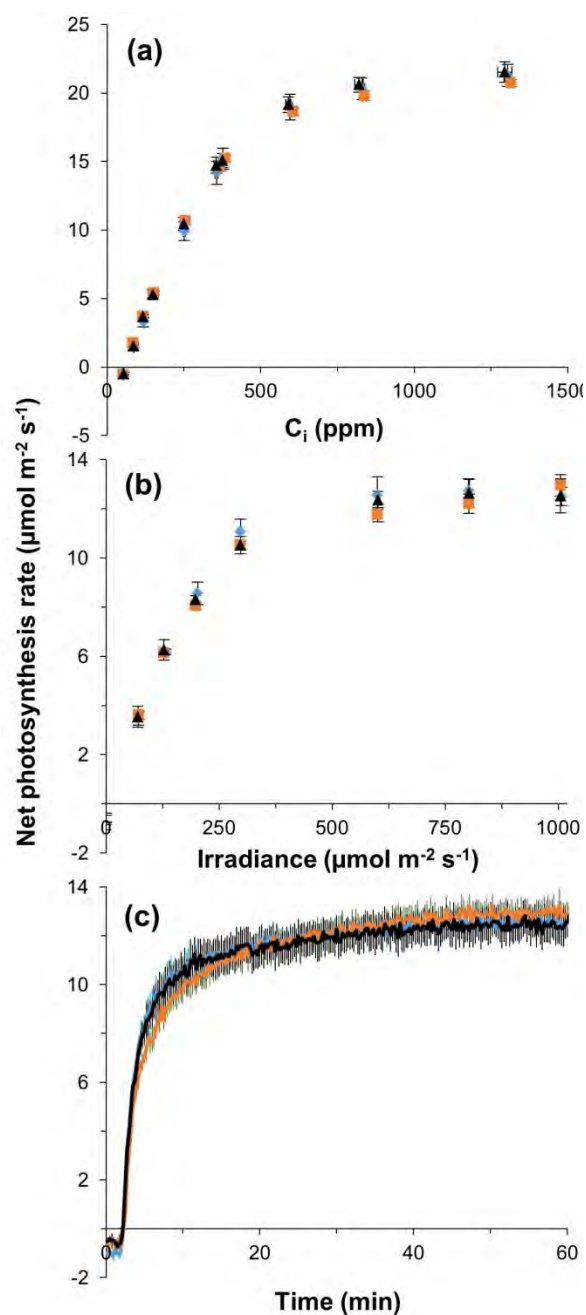 (a)
25
20
15
10
5
0
-5
0 500 1000 1500
C_i (ppm)
Net photosynthesis rate (µmol m⁻² s⁻¹)
(b)
14
10
6
2
-2
0 250 500 750 1000
Irradiance (µmol m⁻² s⁻¹)
(c)
14
10
6
2
-2
0 20 40 60
Time (min)